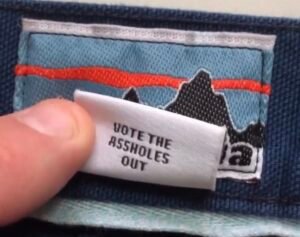 VOTE THE
ASSHOLES
OUT